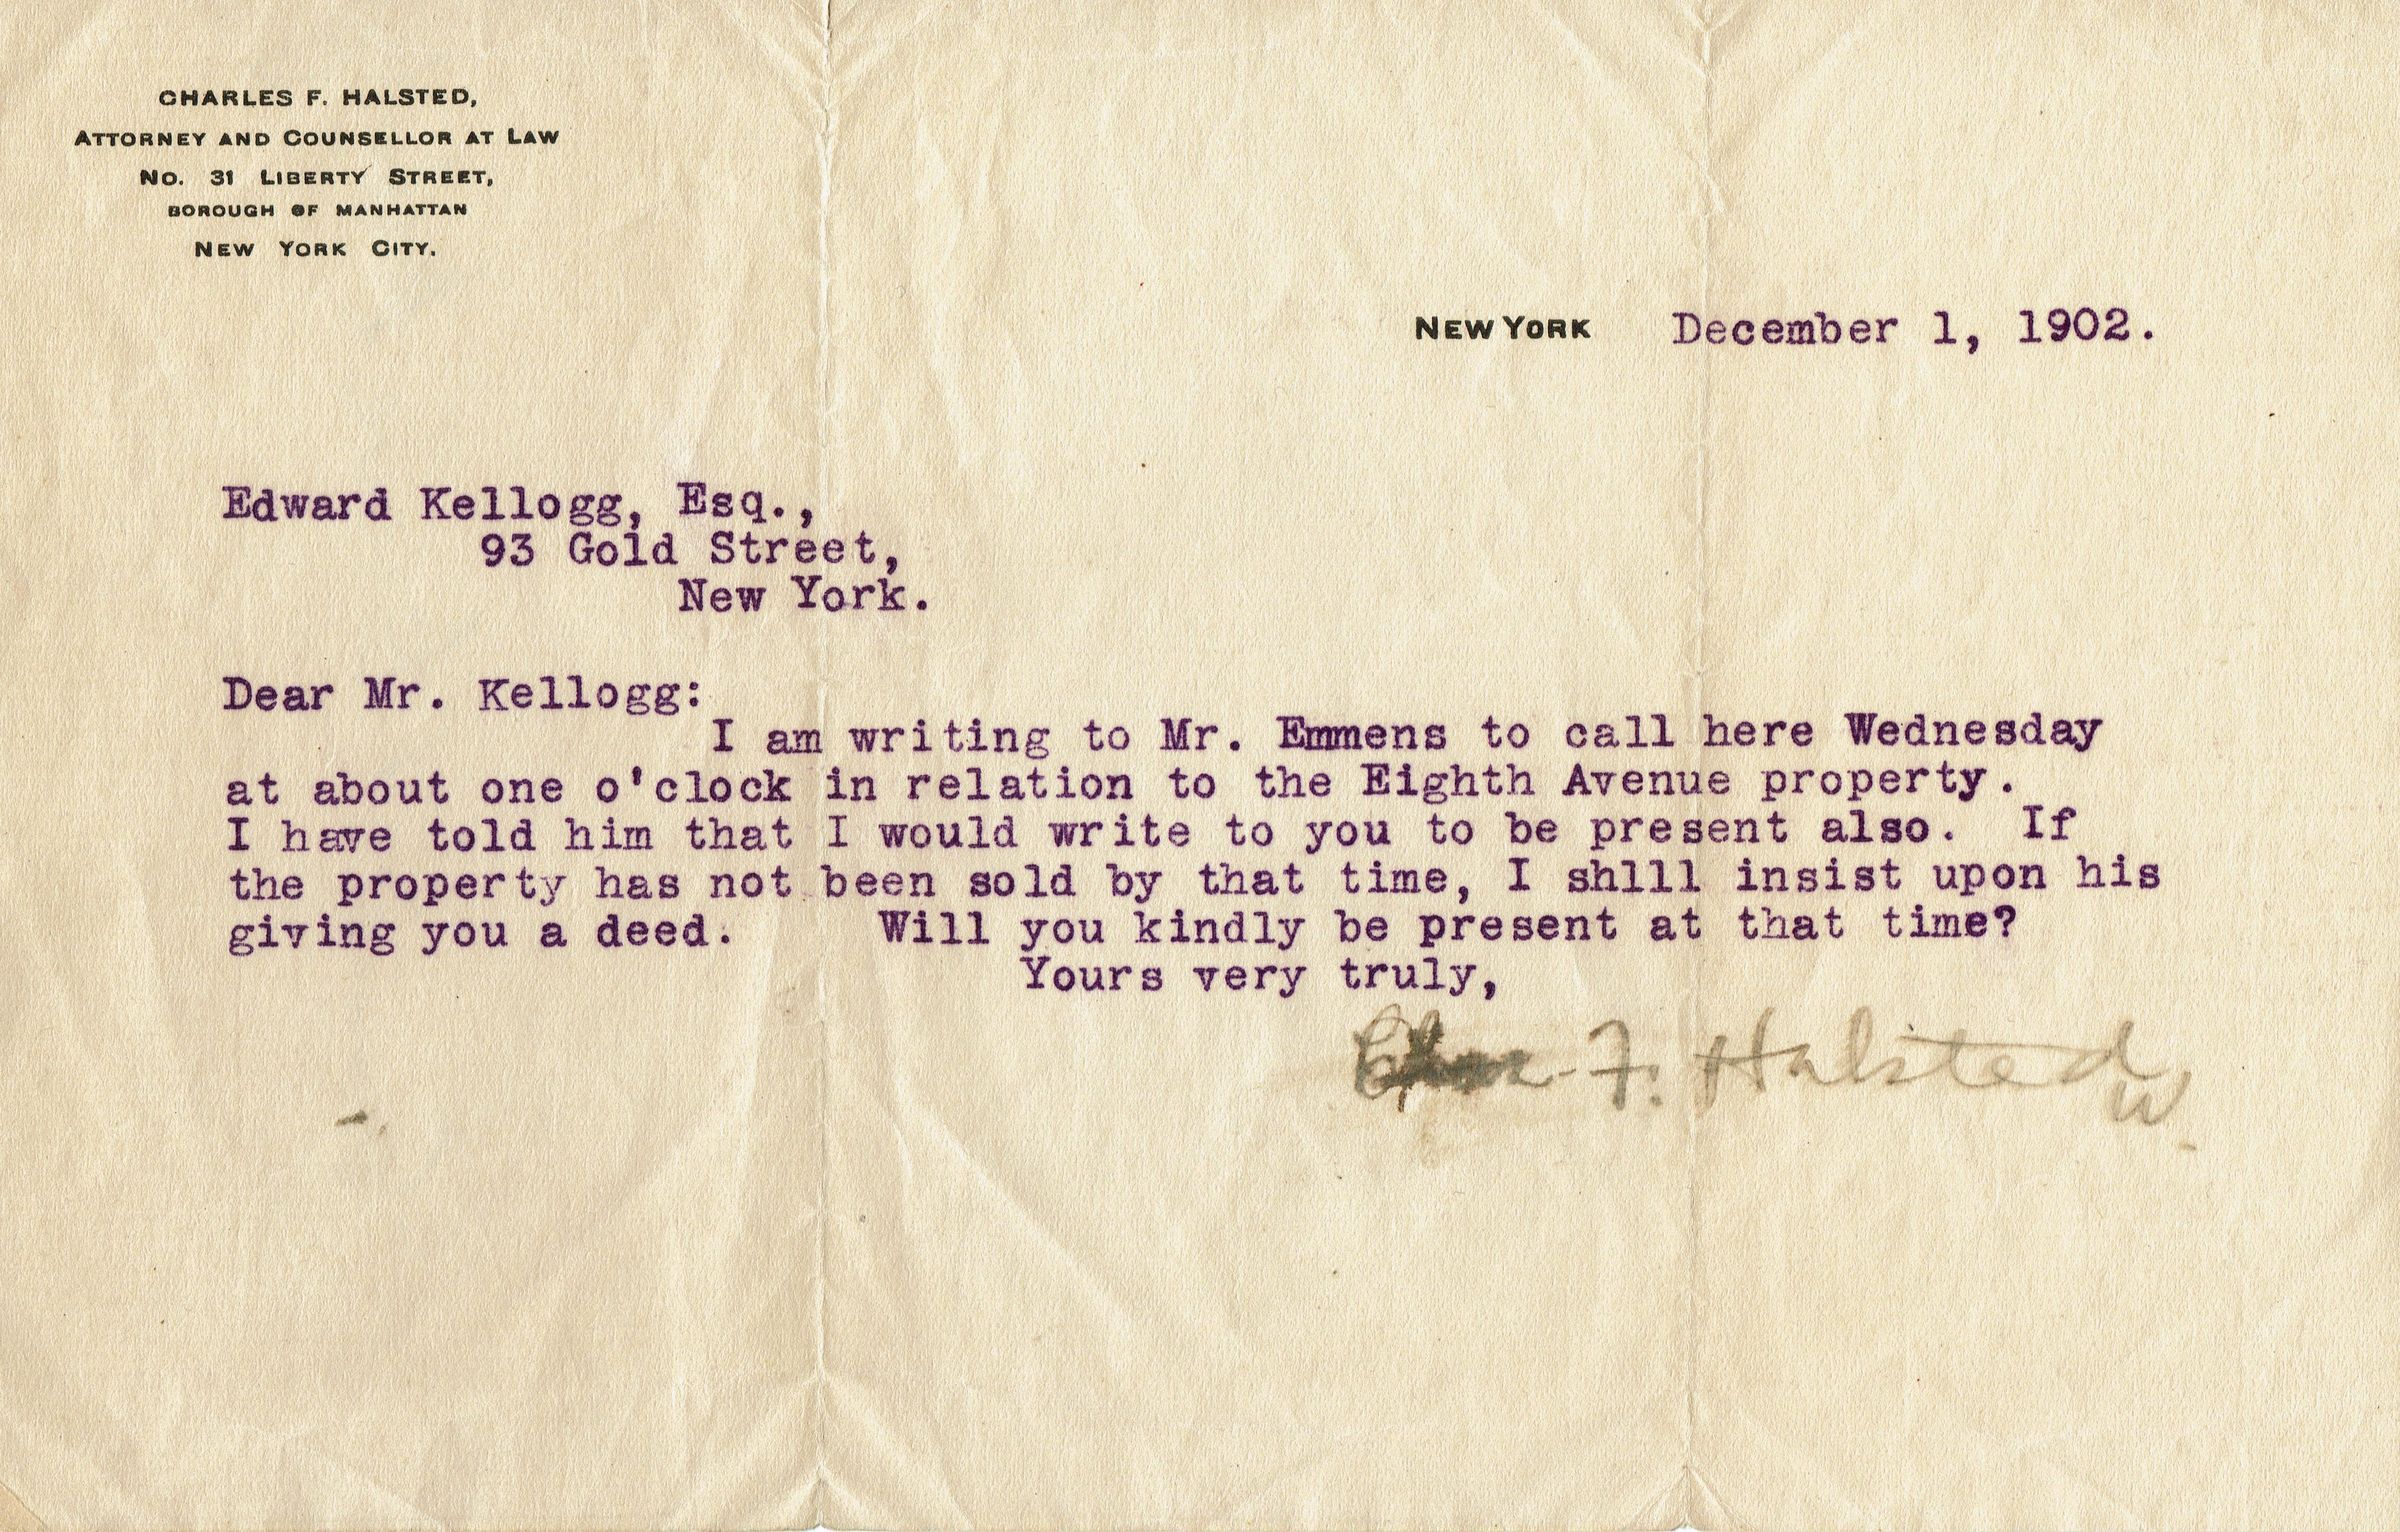 CHARLES F. HALSTED,
ATTORNEY AND COUNSELLOR AT LAW
NO. 31 LIBERTY STREET,
BOROUGH OF MANHATTAN
NEW YORK CITY.
NEW YORK December 1, 1902.
Edward Kellogg, Esq.,
93 Gold Street,
New York.
Dear Mr. Kellogg:
I am writing to Mr. Emmens to call here Wednesday
at about one o'clock in relation to the Eighth Avenue property.
I have told him that I would write to you to be present also. If
the property has not been sold by that time, I shlll insist upon his
giving you a deed. Will you kindly be present at that time?
Yours very truly,
Chas. F. Halsted
W.